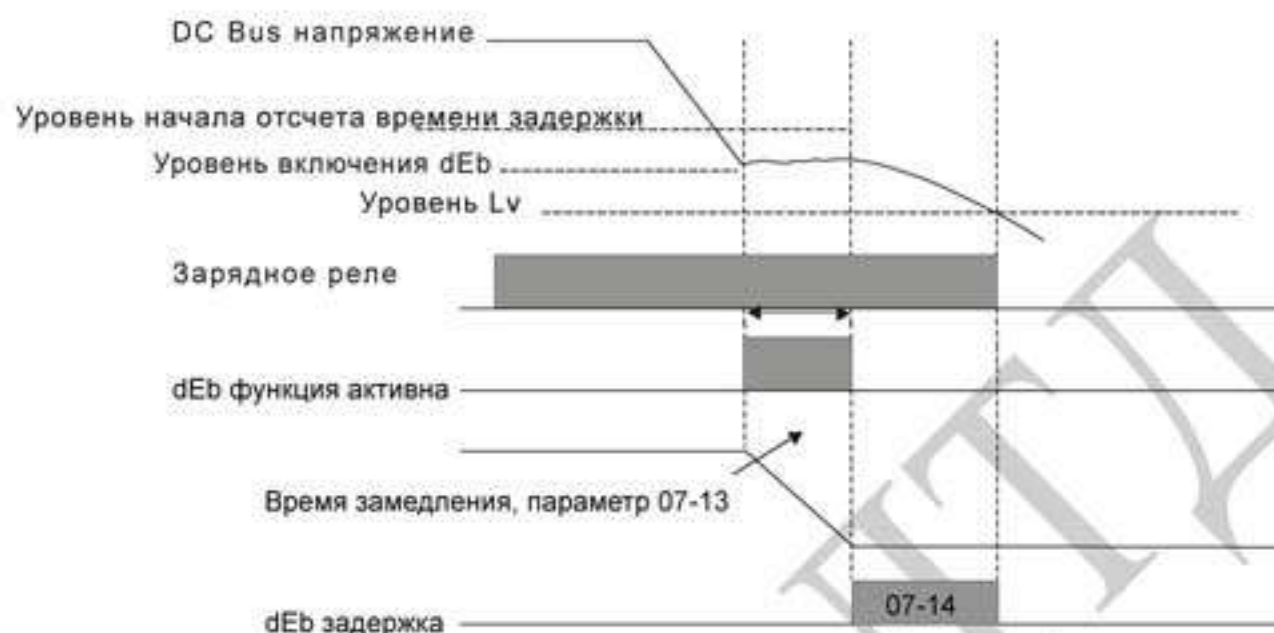 DC Bus напряжение
Уровень начала отсчета времени задержки
Уровень включения dEb
Уровень Lv
Зарядное реле
dEb функция активна
Время замедления, параметр 07-13
07-14
dEb задержка
НТД